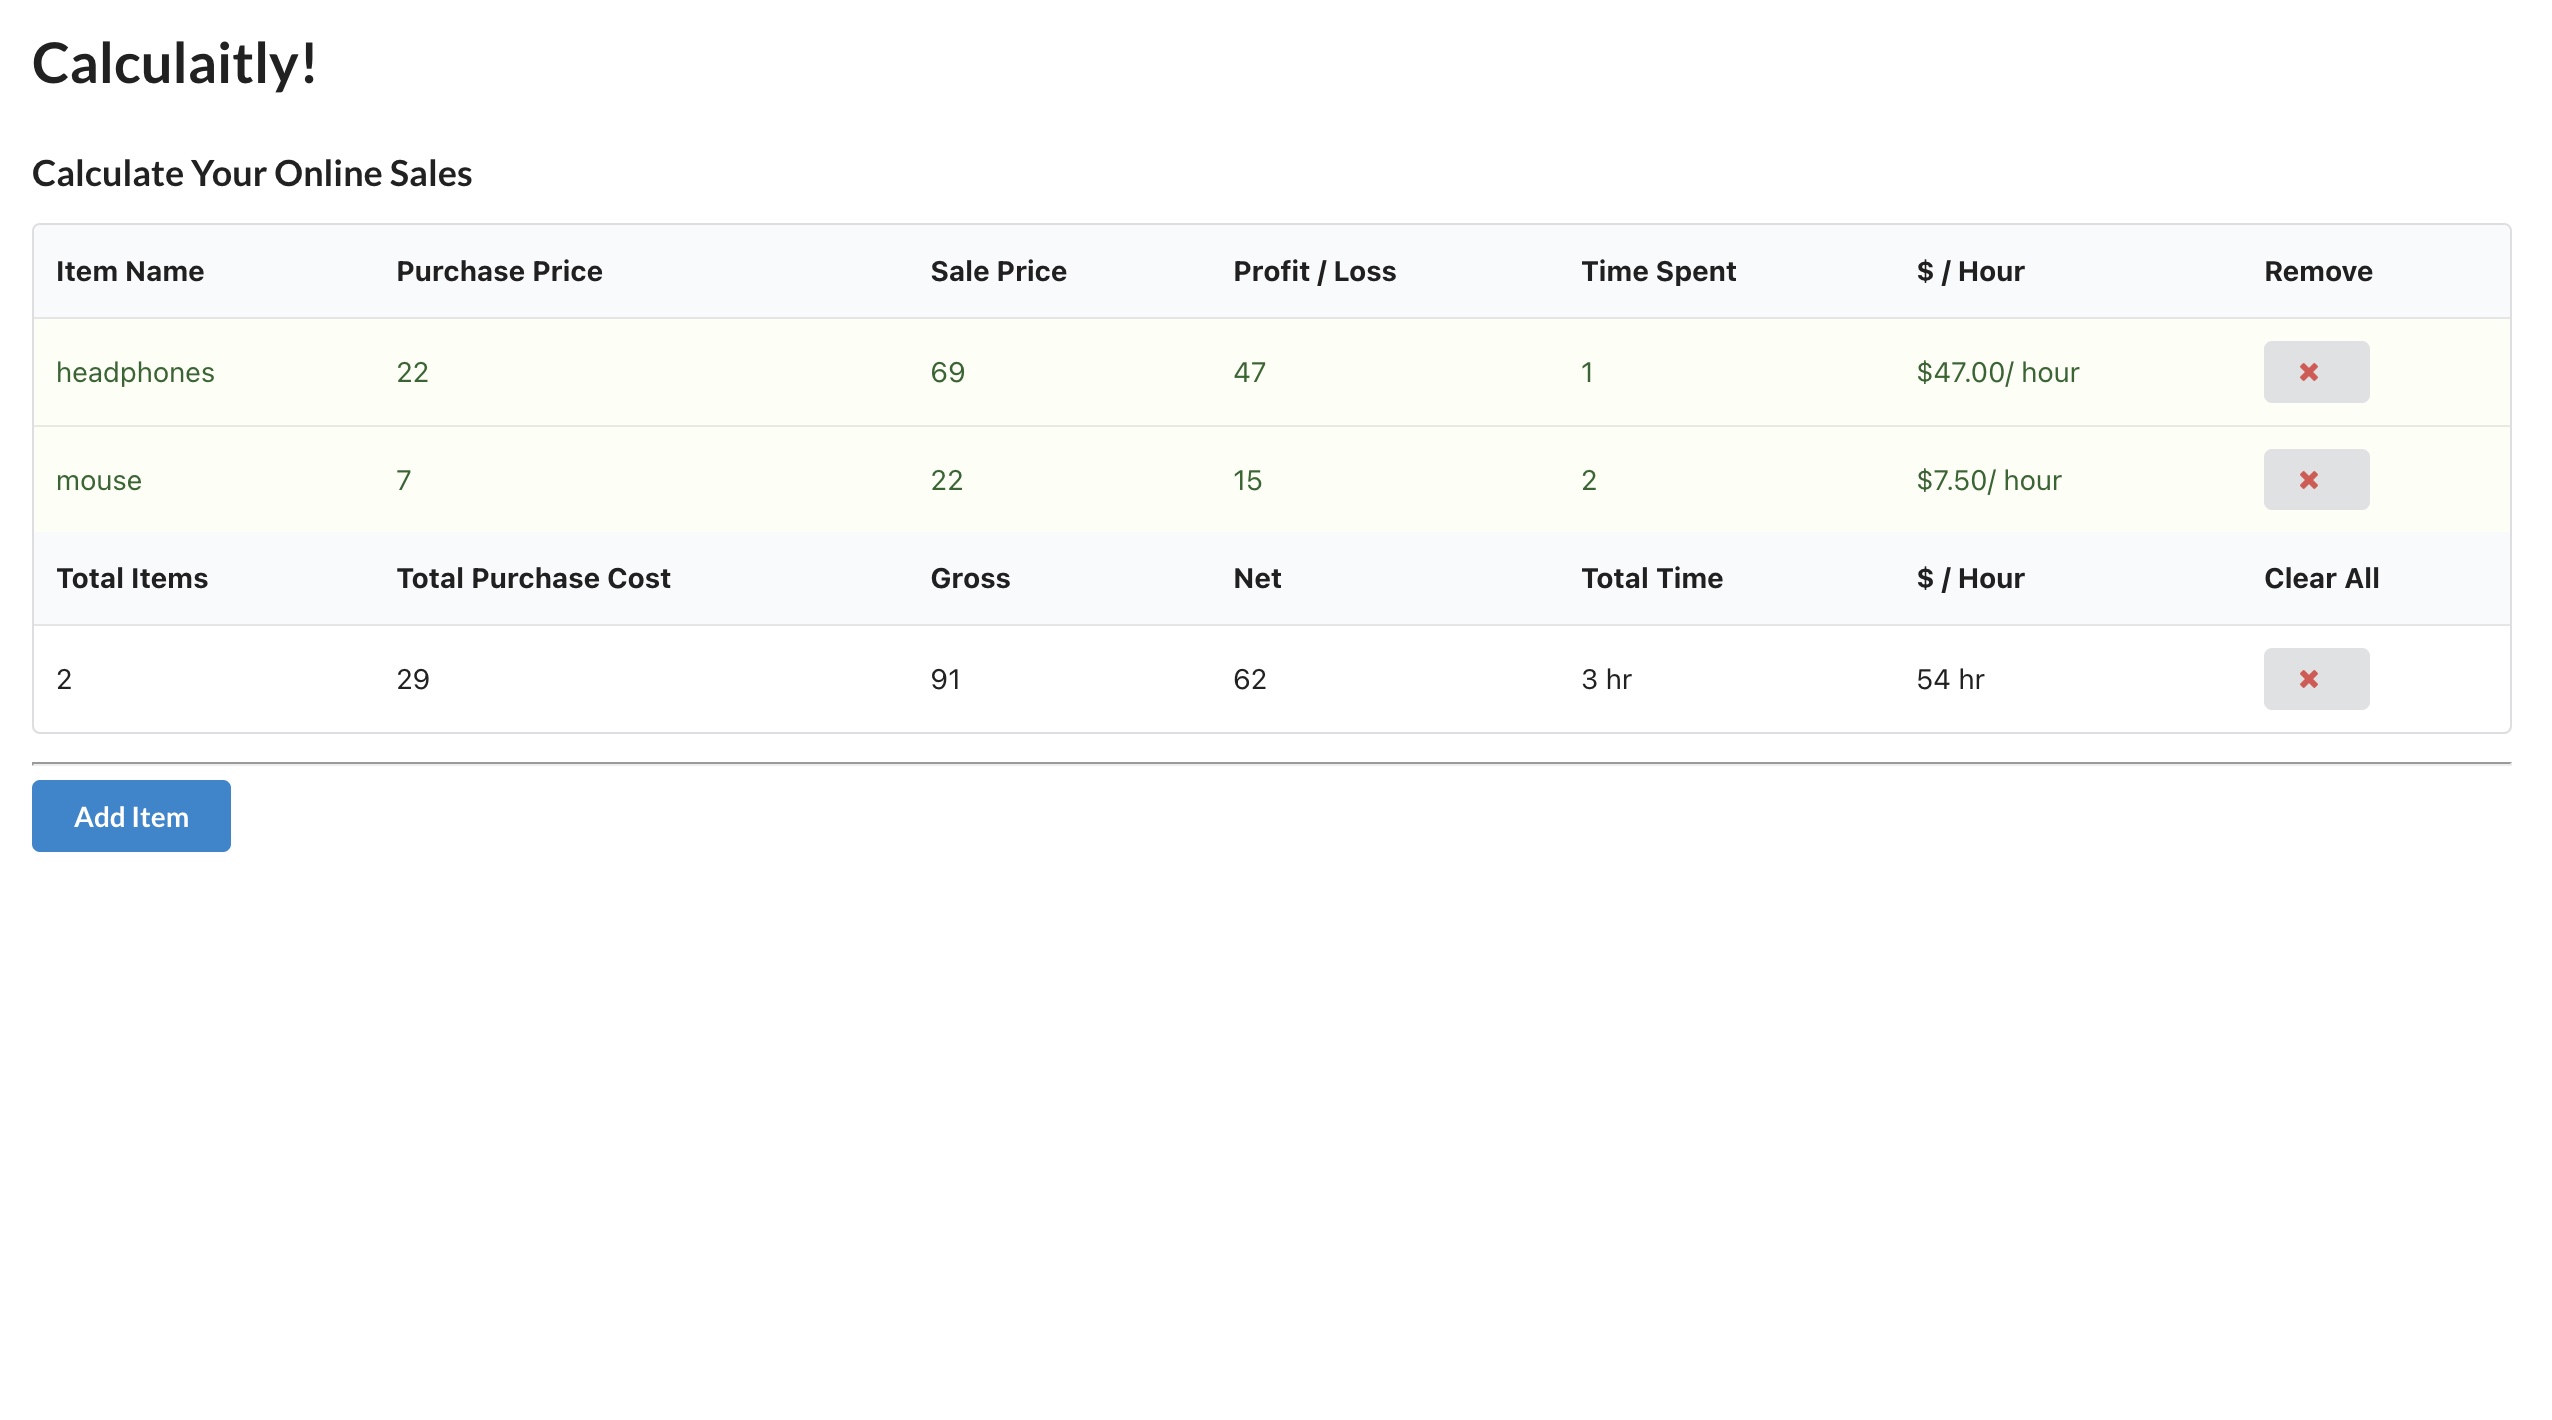 Calculaitly!
Calculate Your Online Sales
Item Name Purchase Price Sale Price Profit / Loss Time Spent $ / Hour Remove
headphones 22 69 47 1 $47.00/ hour
mouse 7 22 15 2 $7.50/ hour
Total Items Total Purchase Cost Gross Net Total Time $ / Hour Clear All
2 29 91 62 3 hr 54 hr
Add Item